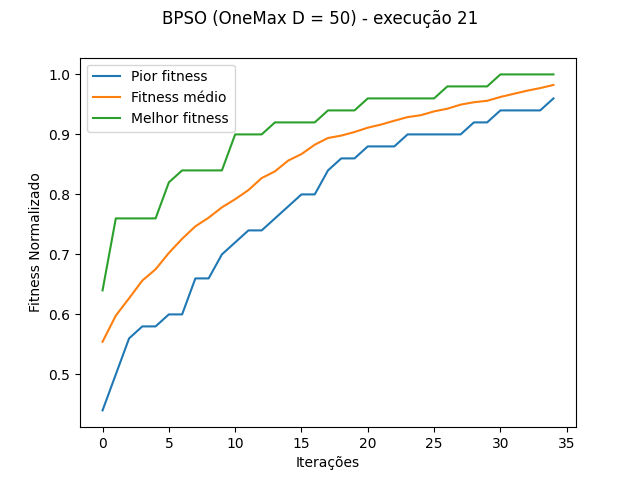 BPSO (OneMax D = 50) - execução 21
Pior fitness
Fitness médio
Melhor fitness
Fitness Normalizado
1.0
0.9
0.8
0.7
0.6
0.5
0 5 10 15 20 25 30 35
Iterações